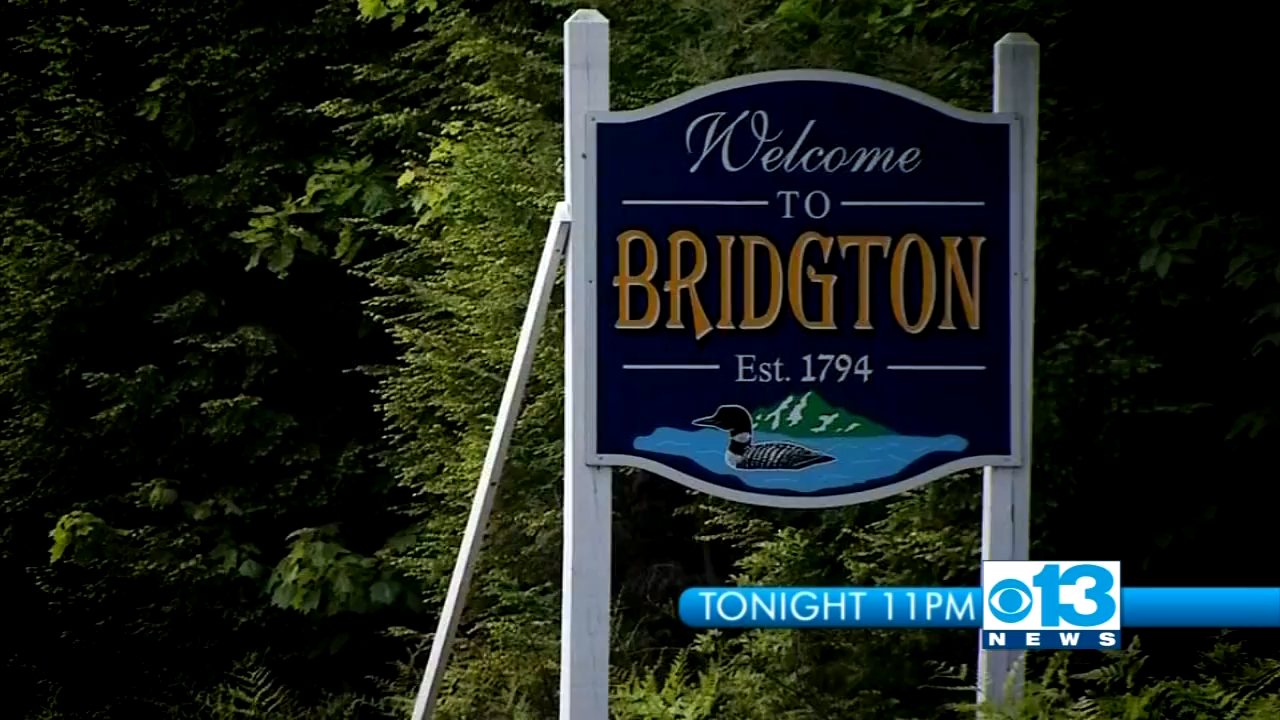 Welcome
TO
BRIDGTON
Est. 1794
TONIGHT 11PM
13
NEWS